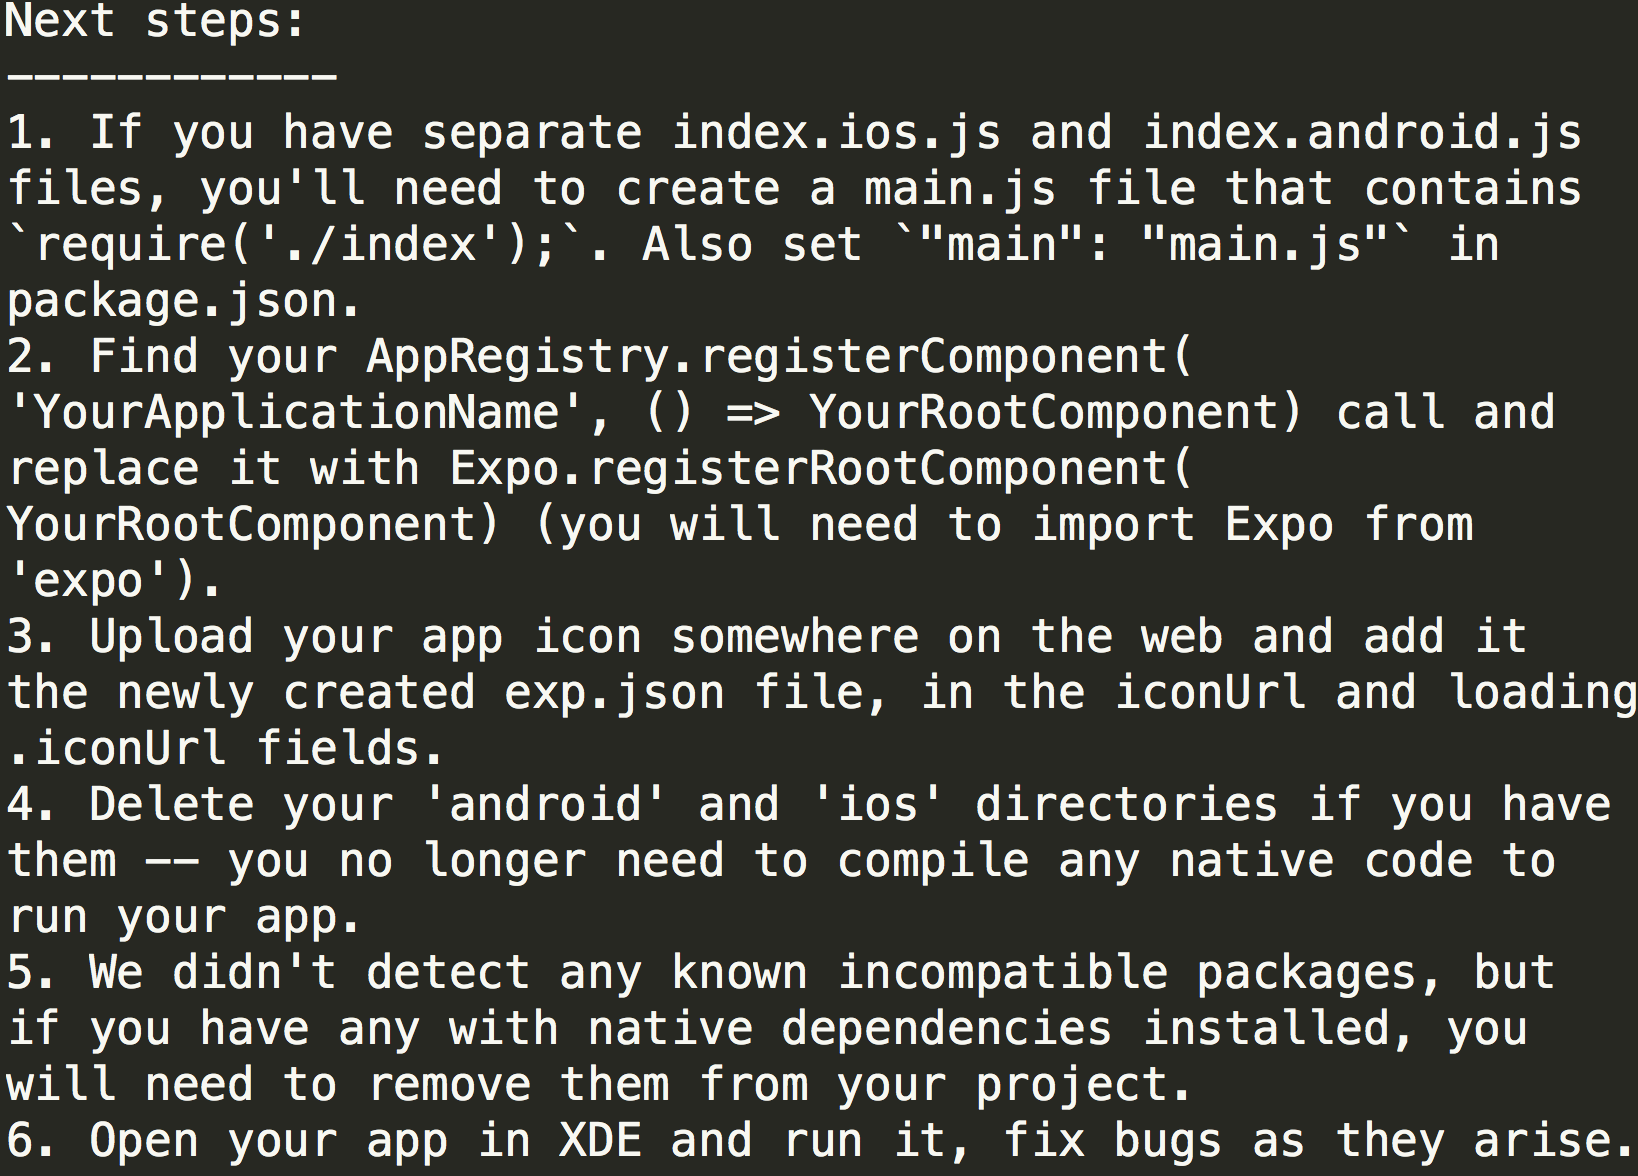 Next steps:
------------
1. If you have separate index.ios.js and index.android.js
files, you'll need to create a main.js file that contains
`require('./index');`. Also set `"main": "main.js"` in
package.json.
2. Find your AppRegistry.registerComponent(
'YourApplicationName', () => YourRootComponent) call and
replace it with Expo.registerRootComponent(
YourRootComponent) (you will need to import Expo from
'expo').
3. Upload your app icon somewhere on the web and add it
the newly created exp.json file, in the iconUrl and loading
.iconUrl fields.
4. Delete your 'android' and 'ios' directories if you have
them -- you no longer need to compile any native code to
run your app.
5. We didn't detect any known incompatible packages, but
if you have any with native dependencies installed, you
will need to remove them from your project.
6. Open your app in XDE and run it, fix bugs as they arise.